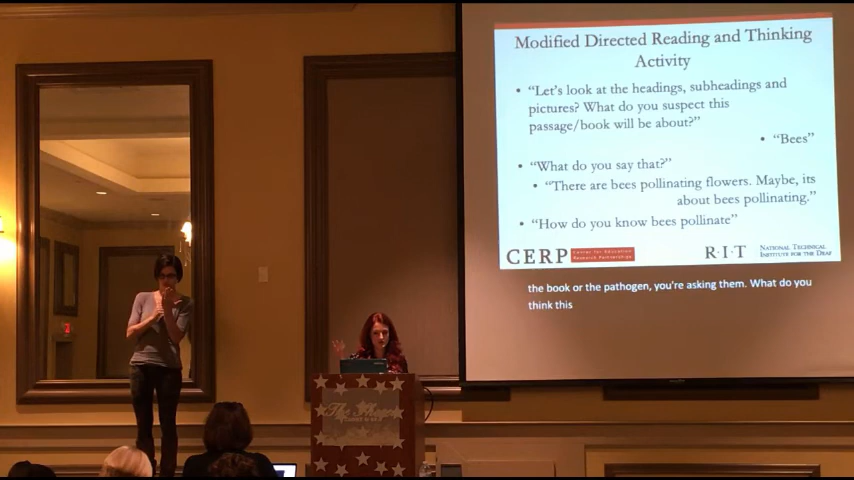 Modified Directed Reading and Thinking
Activity
• “Let’s look at the headings, subheadings and
pictures? What do you suspect this
passage/book will be about?”
• “Bees”
• “What do you say that?”
• “There are bees pollinating flowers. Maybe, its
about bees pollinating.”
• “How do you know bees pollinate”
CERP Center for Education
Research Partnerships
R·I·T NATIONAL TECHNICAL
INSTITUTE FOR THE DEAF
the book or the pathogen, you’re asking them. What do you
think this